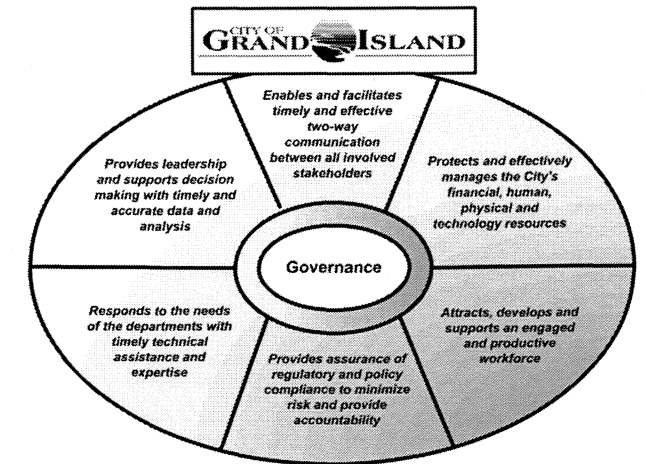 CITY OF
GRAND ISLAND
Enables and facilitates
timely and effective
two-way
communication
between all involved
stakeholders
Protects and effectively
manages the City's
financial, human,
physical and
technology resources
Attracts, develops and
supports an engaged
and productive
workforce
Provides assurance of
regulatory and policy
compliance to minimize
risk and provide
accountability
Responds to the needs
of the departments with
timely technical
assistance and
expertise
Provides leadership
and supports decision
making with timely and
accurate data and
analysis
Governance